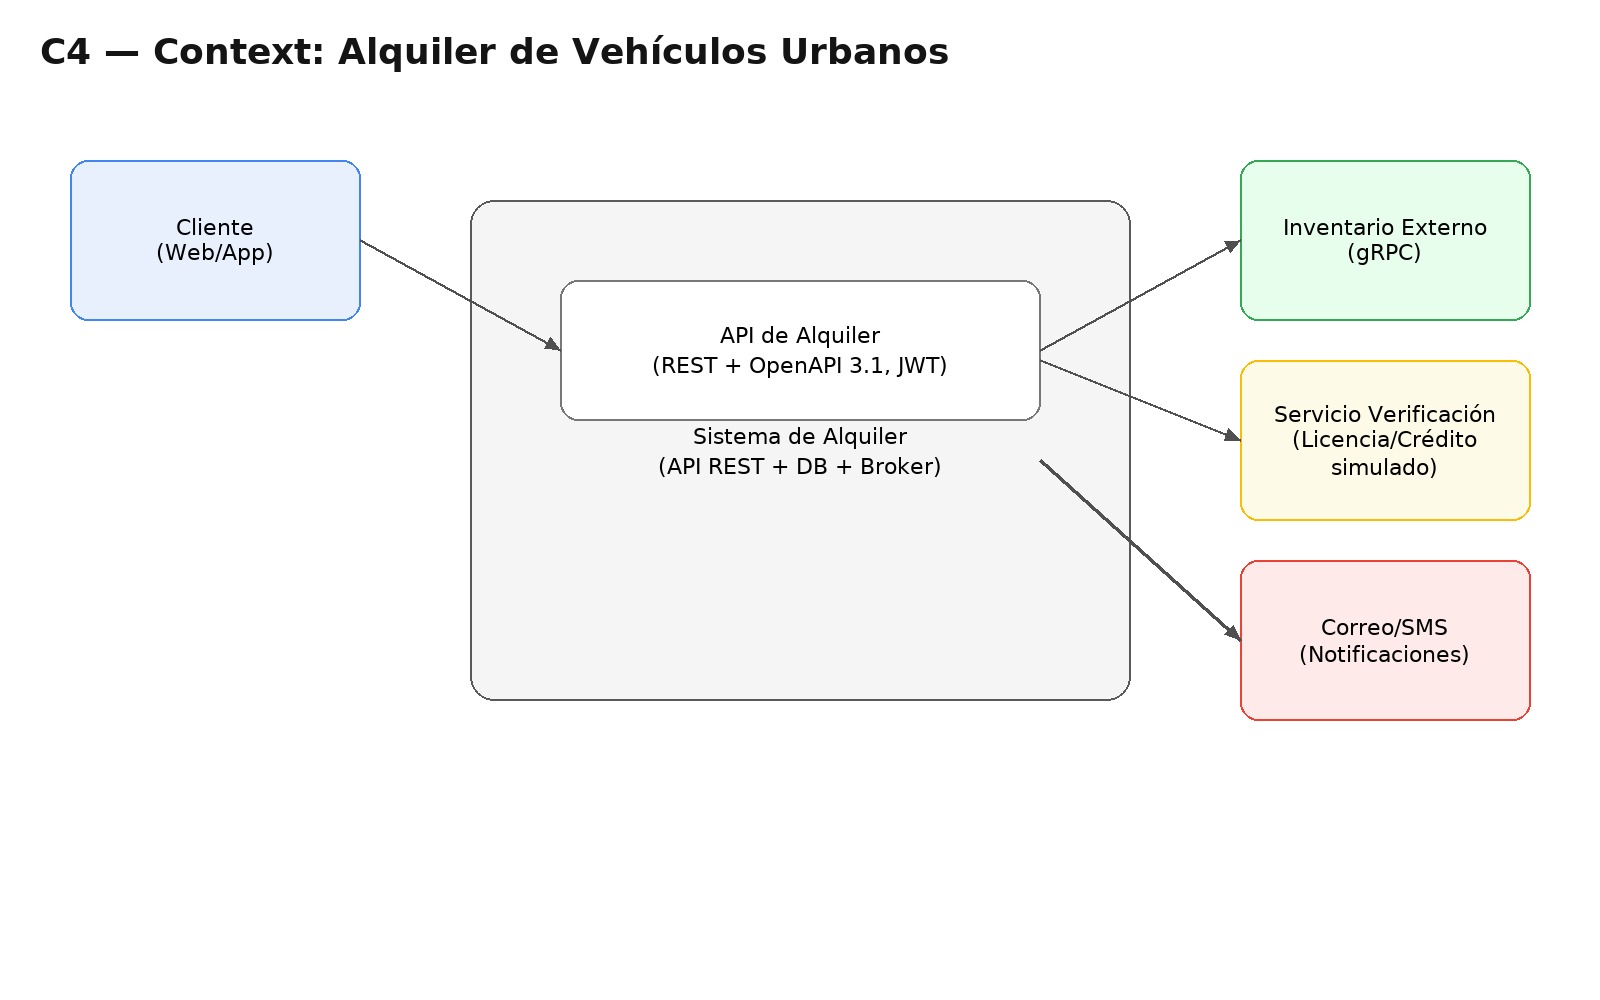 C4 — Context: Alquiler de Vehículos Urbanos
Cliente
(Web/App)
API de Alquiler
(REST + OpenAPI 3.1, JWT)
Sistema de Alquiler
(API REST + DB + Broker)
Inventario Externo
(gRPC)
Servicio Verificación
(Licencia/Crédito
simulado)
Correo/SMS
(Notificaciones)